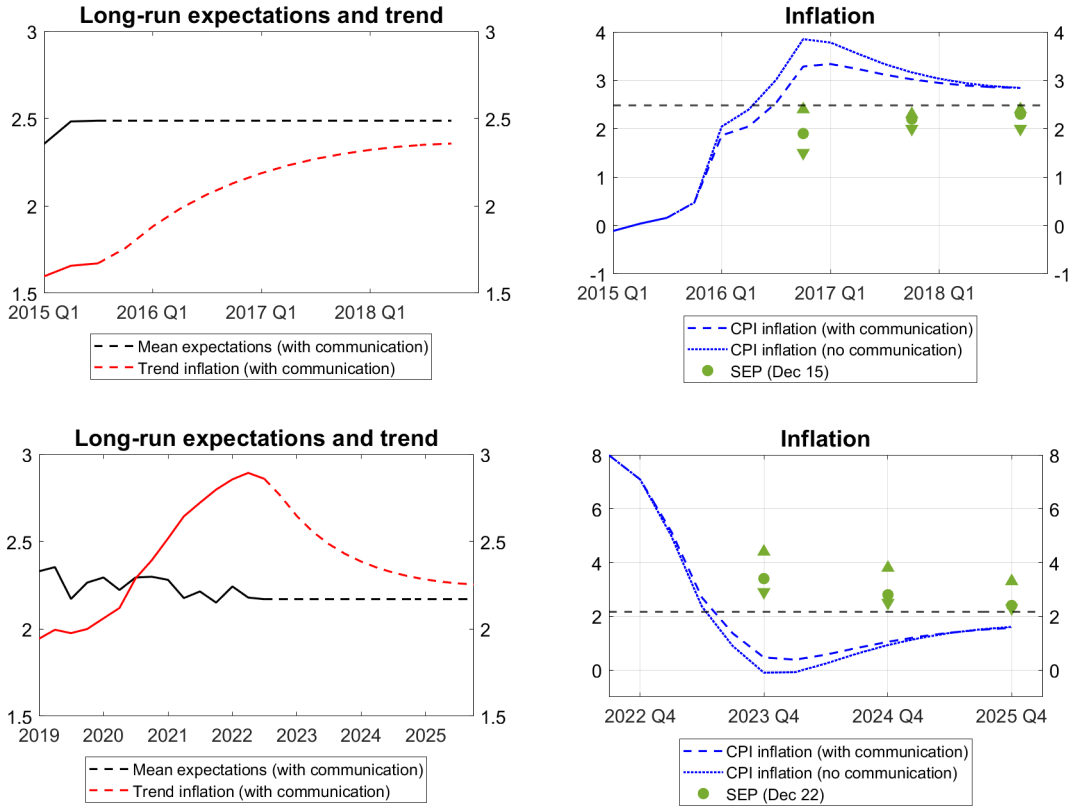 Long-run expectations and trend
3
2.5
2
1.5
3
2.5
2
1.5
2015 Q1 2016 Q1 2017 Q1 2018 Q1
Mean expectations (with communication)
Trend inflation (with communication)
Inflation
4
3
2
1
0
-1
4
3
2
1
0
-1
2015 Q1 2016 Q1 2017 Q1 2018 Q1
CPI inflation (with communication)
CPI inflation (no communication)
SEP (Dec 15)
Long-run expectations and trend
3
2.5
2
1.5
3
2.5
2
1.5
2019 2020 2021 2022 2023 2024 2025
Mean expectations (with communication)
Trend inflation (with communication)
Inflation
8
6
4
2
0
8
6
4
2
0
2022 Q4 2023 Q4 2024 Q4 2025 Q4
CPI inflation (with communication)
CPI inflation (no communication)
SEP (Dec 22)